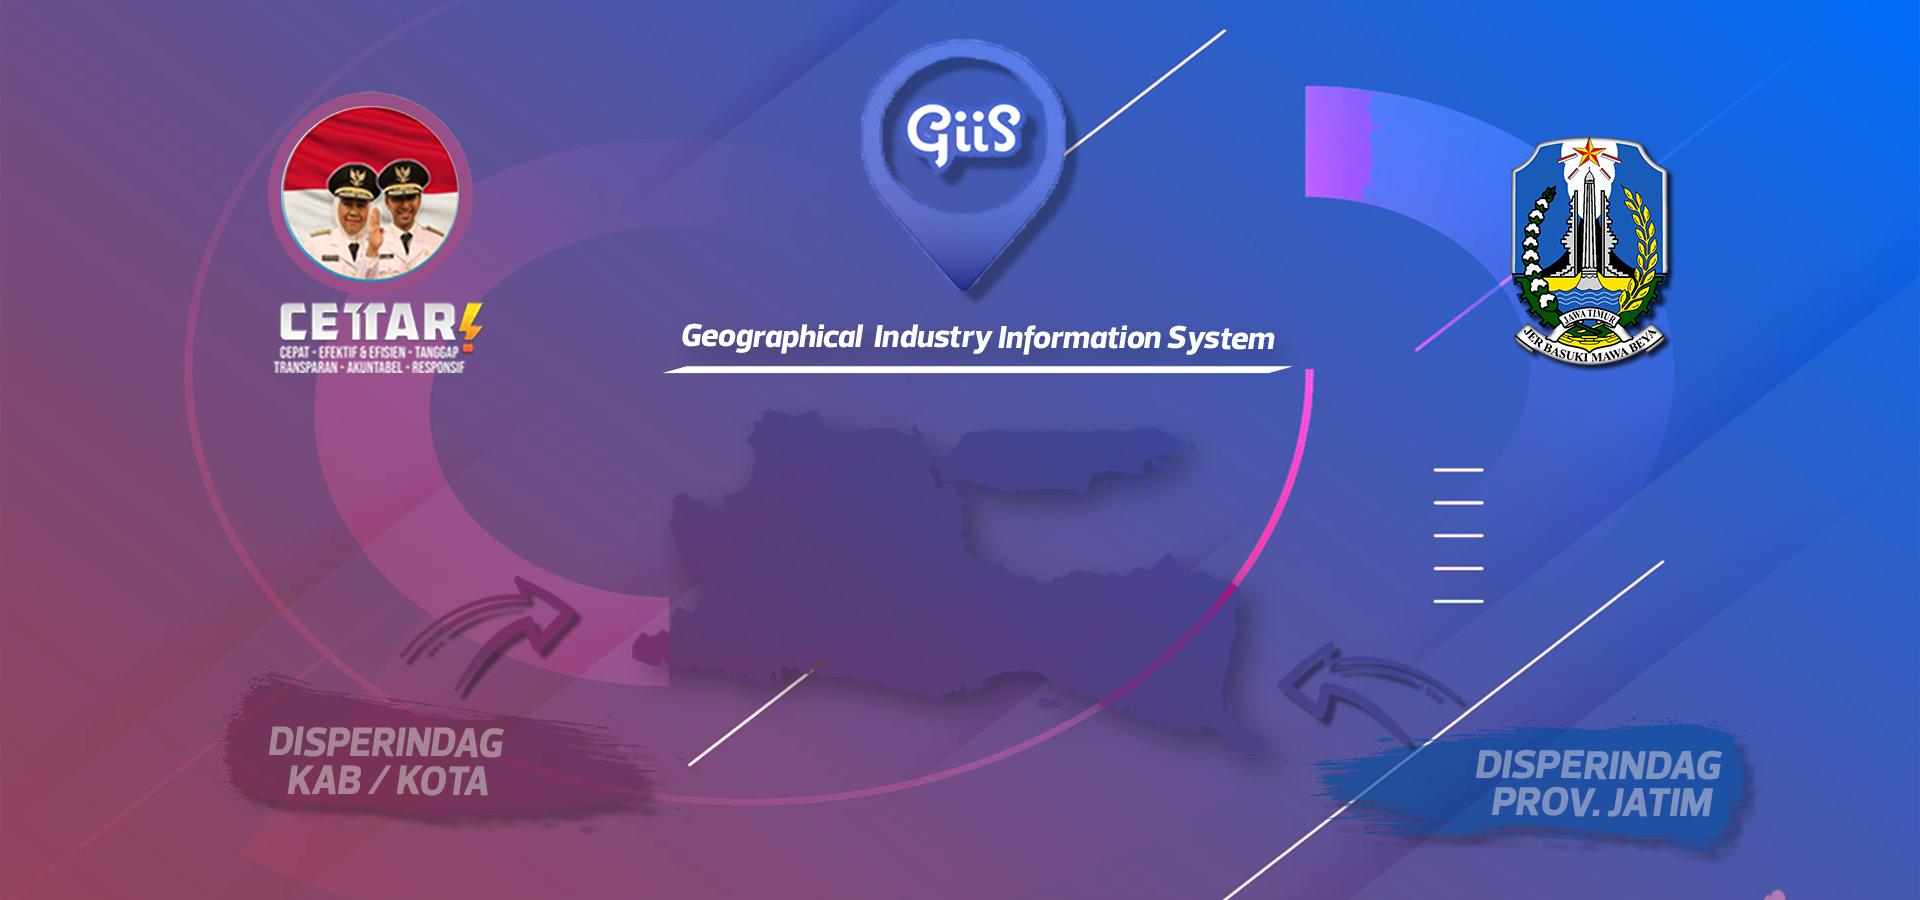 GiiS
CETTAR!
CEPAT - EFEKTIF & EFISIEN - TANGGAP
TRANSPARAN - AKUNTABEL - RESPONSIF
Geographical Industry Information System
JAWA TIMUR
JER BASUKI MAWA BEYA
DISPERINDAG
KAB / KOTA
DISPERINDAG
PROV. JATIM